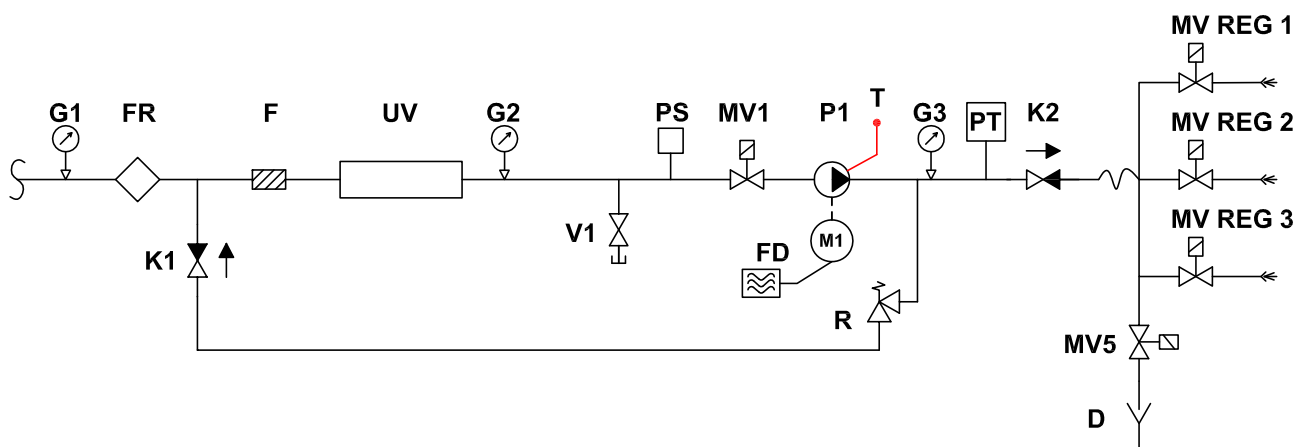 MV REG 1
G1
FR
F
UV
G2
PS
MV1
P1
T
G3
PT
K2
MV REG 2
V1
M1
K1
FD
MV REG 3
R
MV5
D